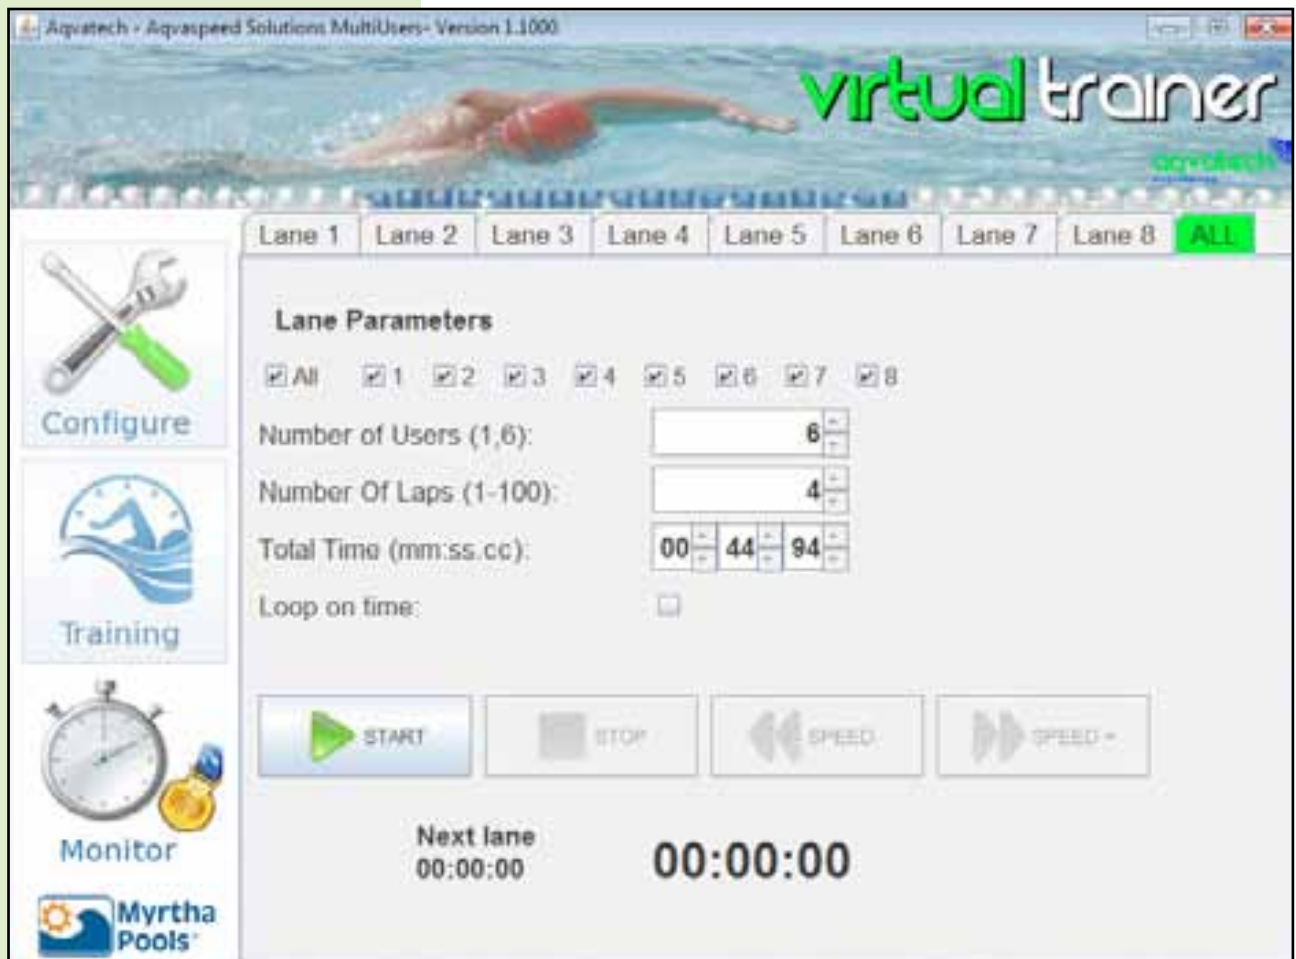 Aqvatech - Aqvaspeed Solutions MultiUsers- Version 1.1000
virtual trainer
aqvatech
Lane 1 Lane 2 Lane 3 Lane 4 Lane 5 Lane 6 Lane 7 Lane 8 ALL
Lane Parameters
All 1 2 3 4 5 6 7 8
Configure
Number of Users (1,6): 6
Number Of Laps (1-100): 4
Total Time (mm:ss.cc): 00 44 94
Loop on time:
Training
START STOP SPEED SPEED +
Monitor
Next lane
00:00:00 00:00:00
Myrtha
Pools